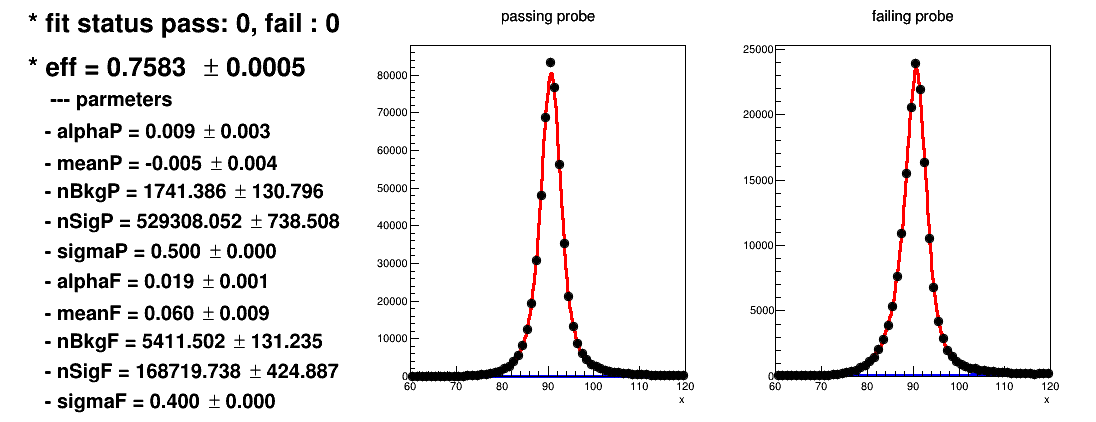 * fit status pass: 0, fail : 0
* eff = 0.7583 ± 0.0005
--- parmeters
- alphaP = 0.009 ± 0.003
- meanP = -0.005 ± 0.004
- nBkgP = 1741.386 ± 130.796
- nSigP = 529308.052 ± 738.508
- sigmaP = 0.500 ± 0.000
- alphaF = 0.019 ± 0.001
- meanF = 0.060 ± 0.009
- nBkgF = 5411.502 ± 131.235
- nSigF = 168719.738 ± 424.887
- sigmaF = 0.400 ± 0.000
passing probe
80000
70000
60000
50000
40000
30000
20000
10000
0
60 70 80 90 100 110 120
x
failing probe
25000
20000
15000
10000
5000
0
60 70 80 90 100 110 120
x